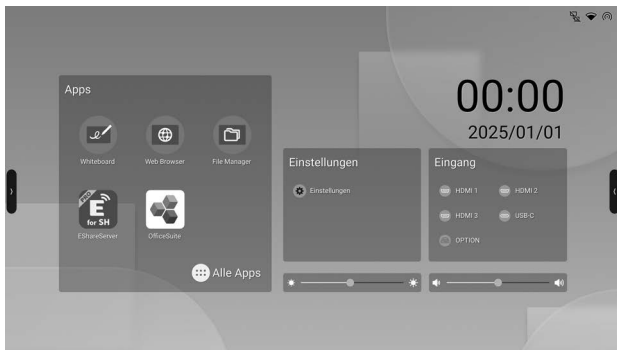 00:00
2025/01/01
Apps
Whiteboard
Web Browser
File Manager
PRO
E
for SH
EShareServer
OfficeSuite
Alle Apps
Einstellungen
Einstellungen
Eingang
HDMI 1
HDMI 2
HDMI 3
USB-C
OPTION